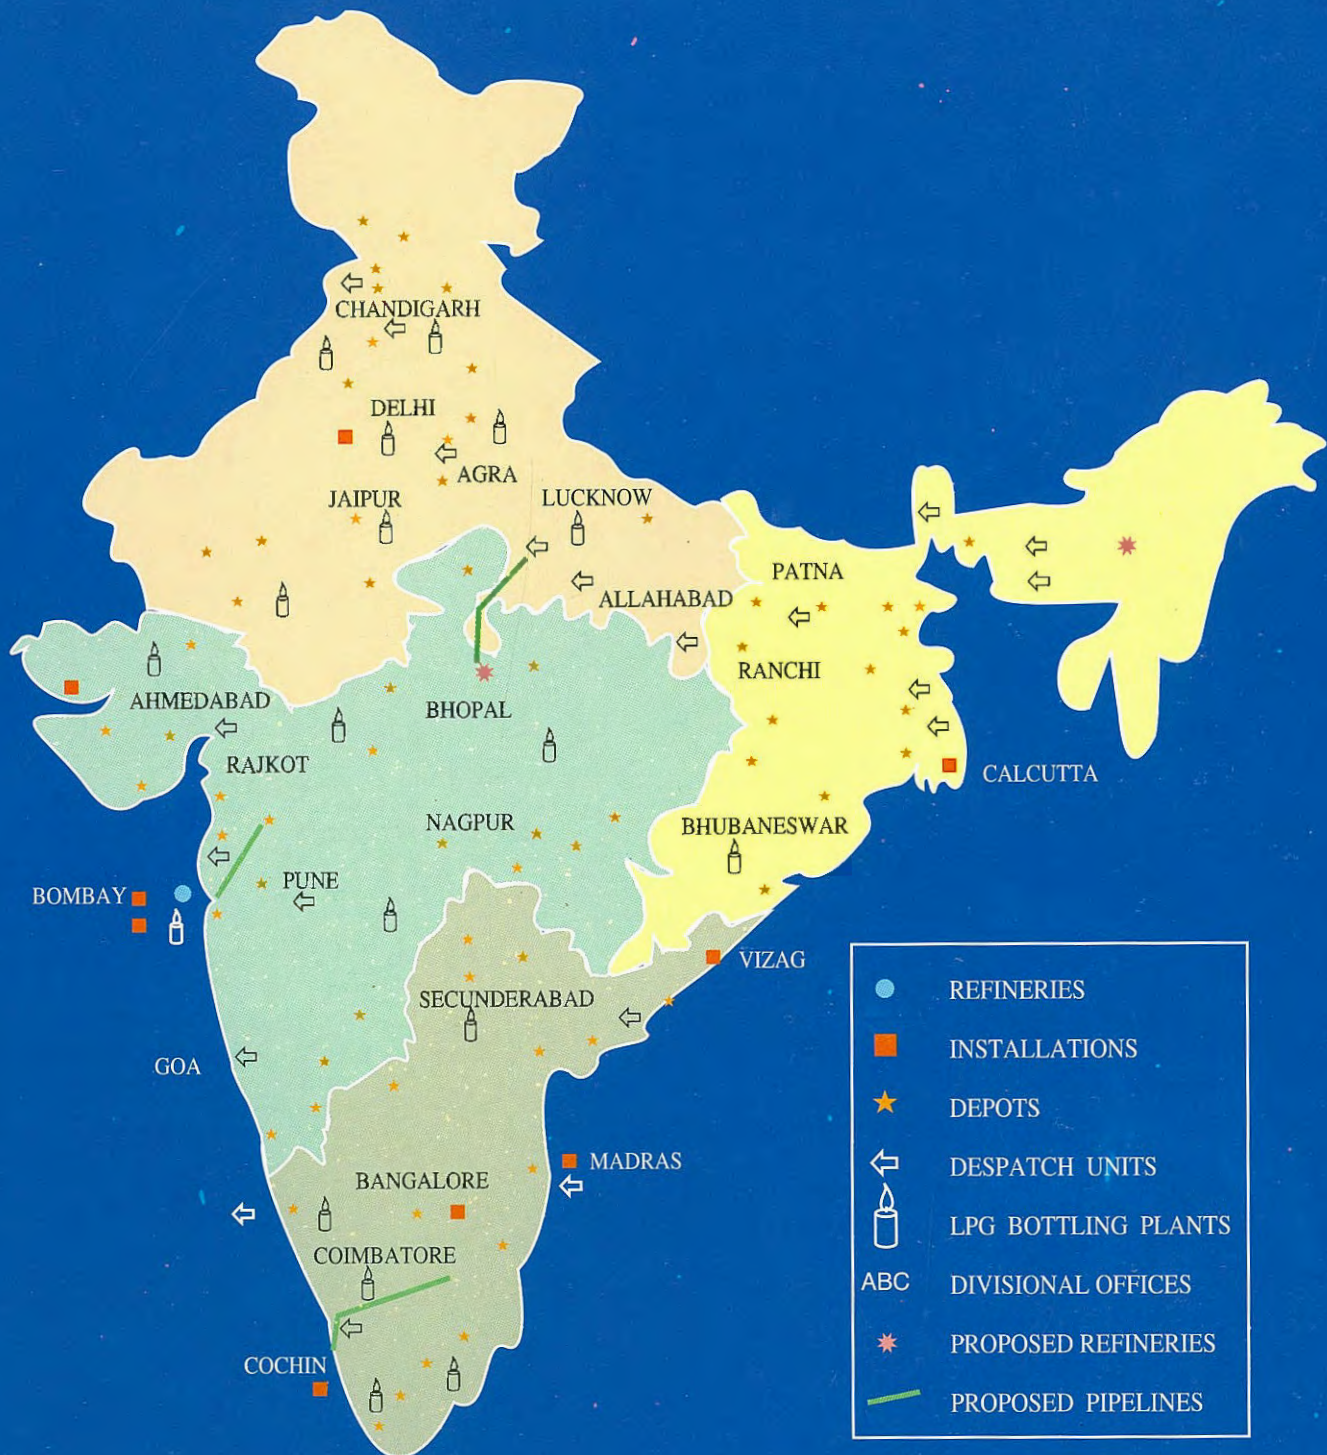 CHANDIGARH
DELHI
AGRA
JAIPUR
LUCKNOW
PATNA
ALLAHABAD
RANCHI
AHMEDABAD
BHOPAL
RAJKOT
CALCUTTA
NAGPUR
BHUBANESWAR
PUNE
BOMBAY
VIZAG
SECUNDERABAD
GOA
MADRAS
BANGALORE
COIMBATORE
COCHIN
REFINERIES
INSTALLATIONS
DEPOTS
DESPATCH UNITS
LPG BOTTLING PLANTS
ABC DIVISIONAL OFFICES
PROPOSED REFINERIES
PROPOSED PIPELINES